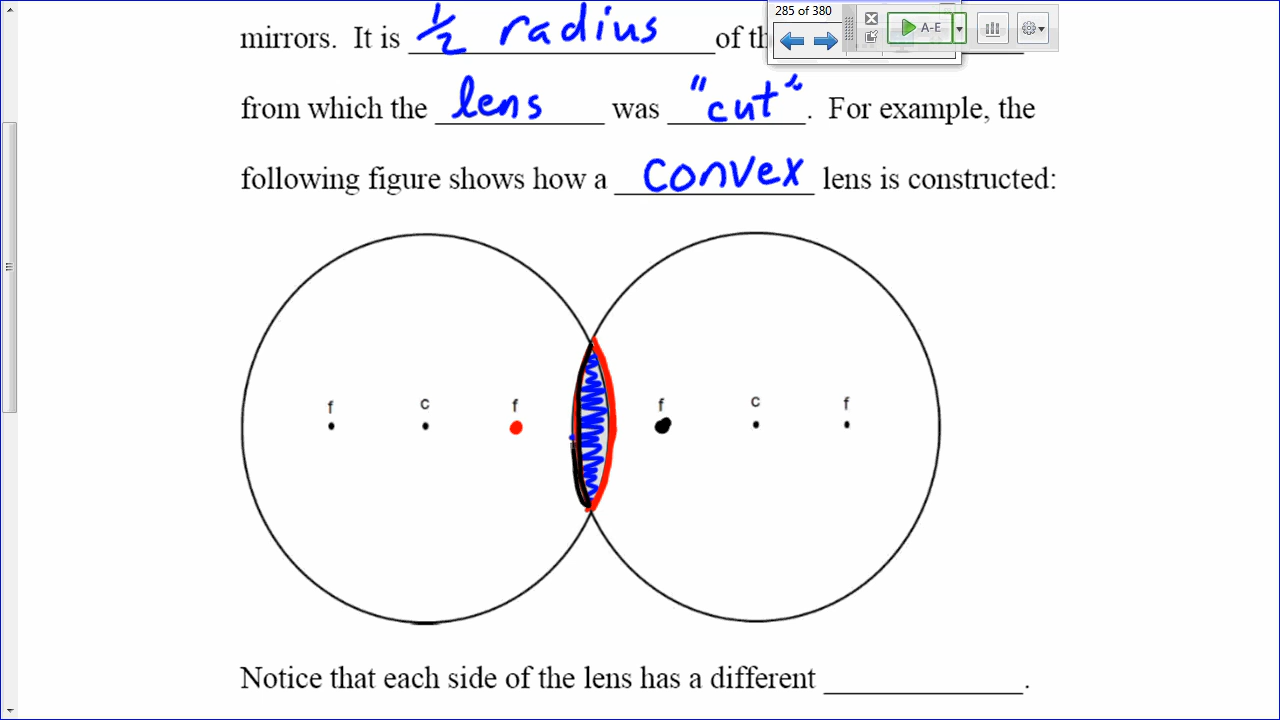 285 of 380
A-E
mirrors. It is ½ radius of th
from which the lens was "cut". For example, the
following figure shows how a convex lens is constructed:
f c f f c f
Notice that each side of the lens has a different ____________.